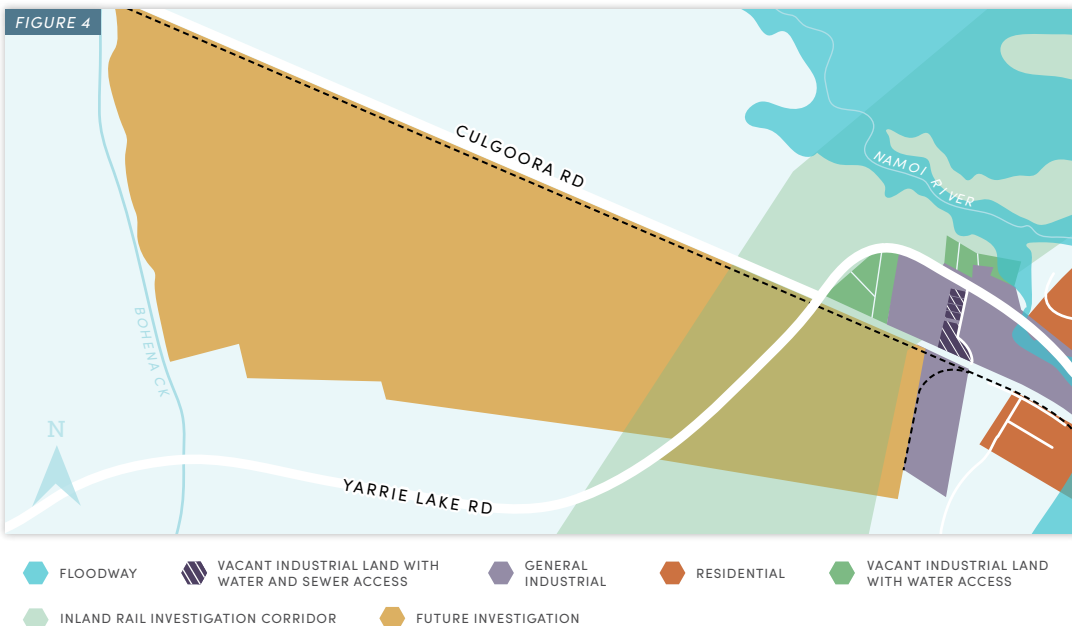 FIGURE 4
CULGOORA RD
NAMOI RIVER
BOHENA CK
N
YARRIE LAKE RD
FLOODWAY
VACANT INDUSTRIAL LAND WITH
WATER AND SEWER ACCESS
GENERAL
INDUSTRIAL
RESIDENTIAL
VACANT INDUSTRIAL LAND
WITH WATER ACCESS
INLAND RAIL INVESTIGATION CORRIDOR
FUTURE INVESTIGATION